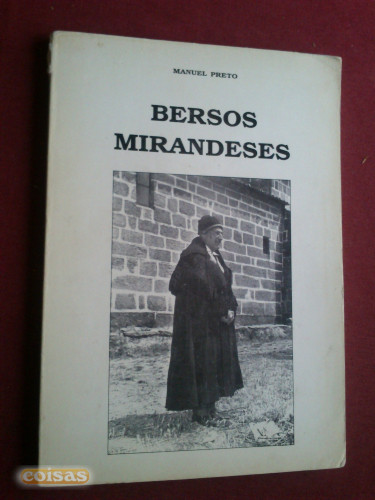 MANUEL PRETO
BERSOS
MIRANDESES
coisas